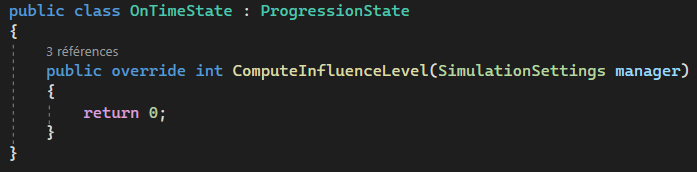 public class OnTimeState : ProgressionState
{
3 références
public override int ComputeInfluenceLevel(SimulationSettings manager)
{
return 0;
}
}